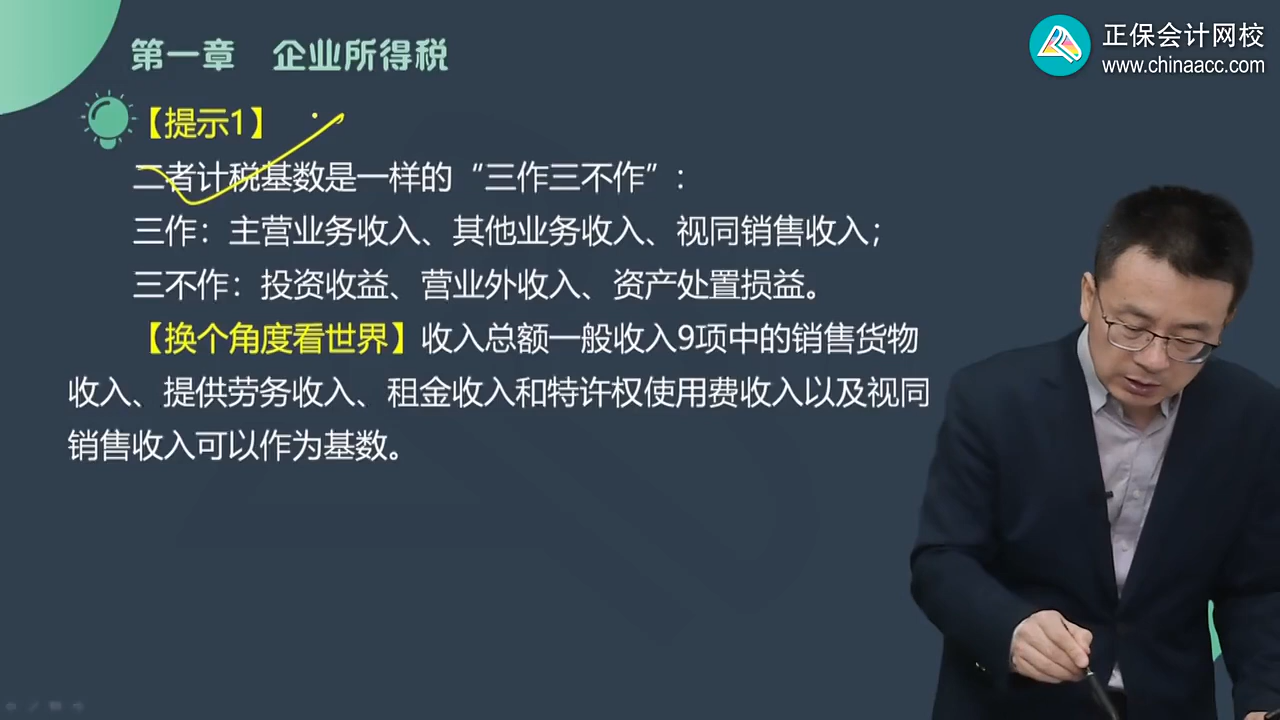 第一章 企业所得税
正保会计网校
www.chinaacc.com
【提示1】
二者计税基数是一样的“三作三不作”：
三作：主营业务收入、其他业务收入、视同销售收入；
三不作：投资收益、营业外收入、资产处置损益。
【换个角度看世界】收入总额一般收入9项中的销售货物
收入、提供劳务收入、租金收入和特许权使用费收入以及视同
销售收入可以作为基数。